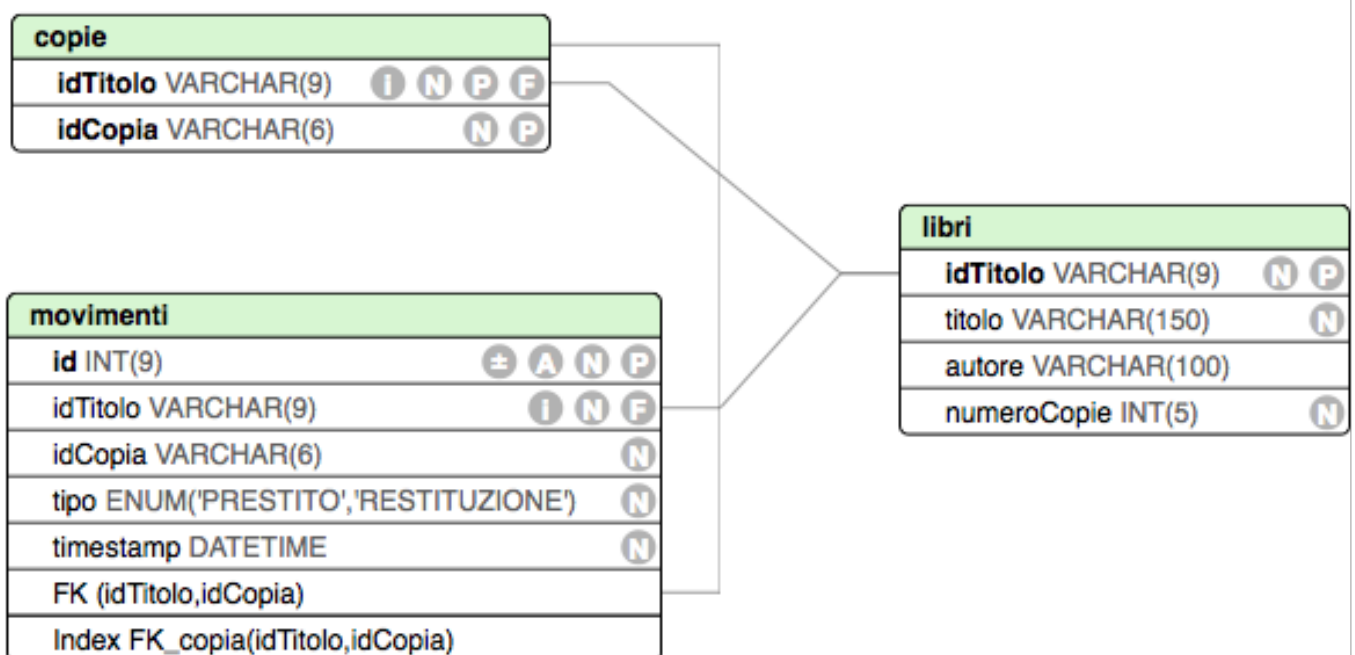 copie
idTitolo VARCHAR(9) i N P F
idCopia VARCHAR(6) N P
movimenti
id INT(9) ± A N P
idTitolo VARCHAR(9) i N F
idCopia VARCHAR(6) N
tipo ENUM('PRESTITO','RESTITUZIONE') N
timestamp DATETIME N
FK (idTitolo,idCopia)
Index FK_copia(idTitolo,idCopia)
libri
idTitolo VARCHAR(9) N P
titolo VARCHAR(150) N
autore VARCHAR(100)
numeroCopie INT(5) N